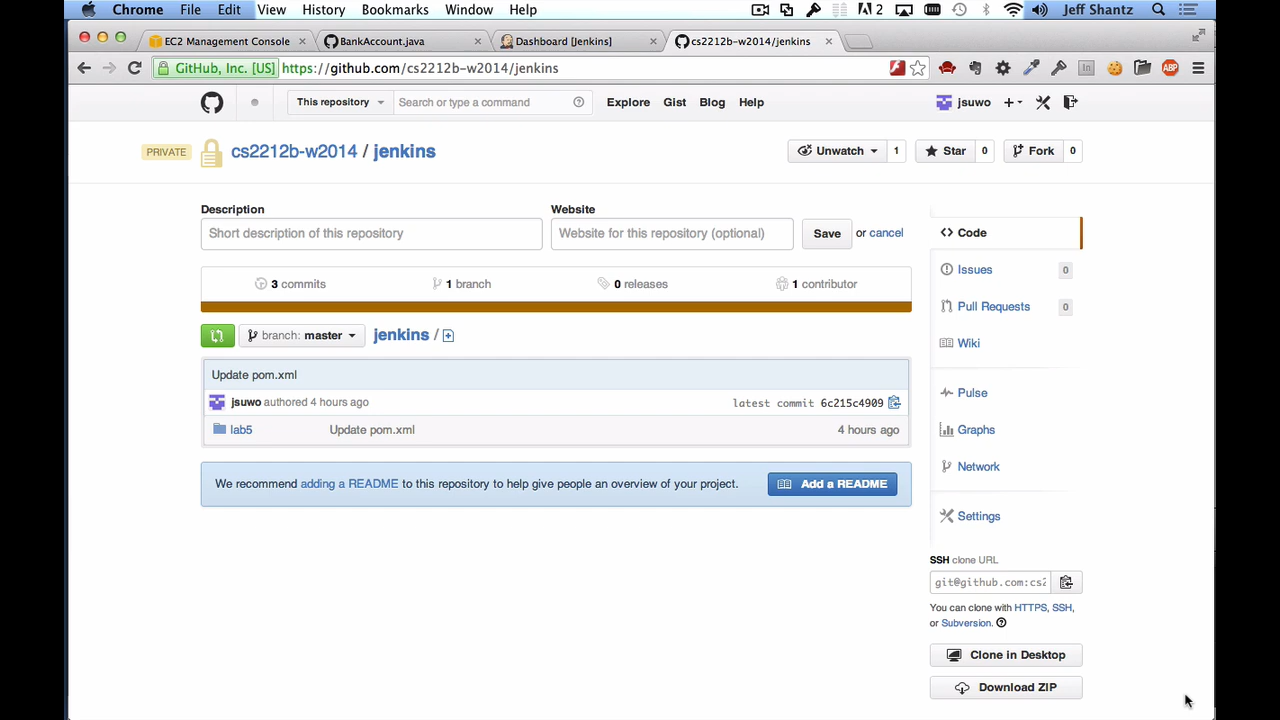 Chrome File Edit View History Bookmarks Window Help 2 Jeff Shantz
EC2 Management Console BankAccount.java Dashboard [Jenkins] cs2212b-w2014/jenkins
GitHub, Inc. [US] https://github.com/cs2212b-w2014/jenkins ABP
This repository Search or type a command Explore Gist Blog Help jsuwo
PRIVATE cs2212b-w2014 / jenkins Unwatch 1 Star 0 Fork 0
Description Website
Short description of this repository Website for this repository (optional) Save or cancel
Code
3 commits 1 branch 0 releases 1 contributor
Issues 0
Pull Requests 0
branch: master jenkins /
Wiki
Update pom.xml
jsuwo authored 4 hours ago latest commit 6c215c4909
lab5 Update pom.xml 4 hours ago
Pulse
Graphs
Network
We recommend adding a README to this repository to help give people an overview of your project. Add a README
Settings
SSH clone URL
git@github.com:cs2
You can clone with HTTPS, SSH,
or Subversion.
Clone in Desktop
Download ZIP